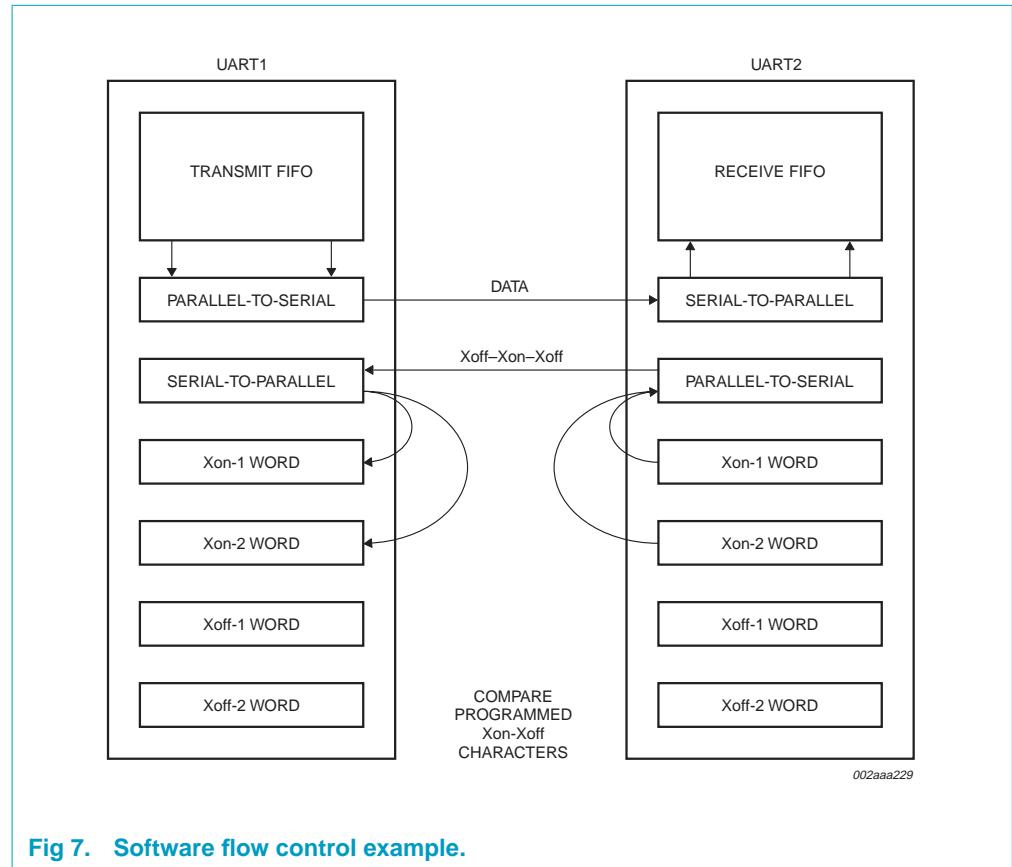 UART1
UART2
TRANSMIT FIFO
RECEIVE FIFO
PARALLEL-TO-SERIAL
DATA
SERIAL-TO-PARALLEL
Xoff–Xon–Xoff
SERIAL-TO-PARALLEL
PARALLEL-TO-SERIAL
Xon-1 WORD
Xon-1 WORD
Xon-2 WORD
Xon-2 WORD
Xoff-1 WORD
Xoff-1 WORD
Xoff-2 WORD
Xoff-2 WORD
COMPARE
PROGRAMMED
Xon-Xoff
CHARACTERS
002aaa229
Fig 7. Software flow control example.